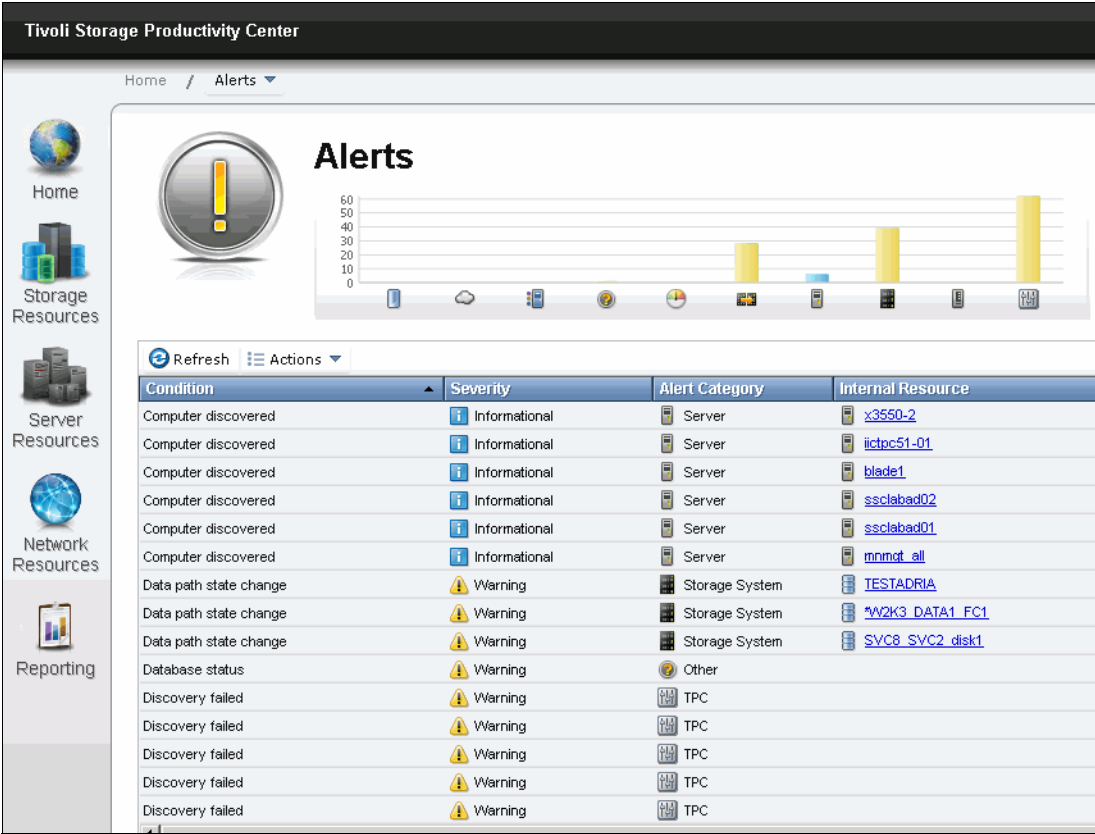 Tivoli Storage Productivity Center
Home / Alerts
Home
Storage Resources
Server Resources
Network Resources
Reporting
Alerts
60
50
40
30
20
10
0
Refresh Actions
Condition Severity Alert Category Internal Resource
Computer discovered Informational Server x3550-2
Computer discovered Informational Server iictpc51-01
Computer discovered Informational Server blade1
Computer discovered Informational Server ssclabad02
Computer discovered Informational Server ssclabad01
Computer discovered Informational Server mnmqt_all
Data path state change Warning Storage System TESTADRIA
Data path state change Warning Storage System *W2K3_DATA1_FC1
Data path state change Warning Storage System SVC8_SVC2_disk1
Database status Warning Other
Discovery failed Warning TPC
Discovery failed Warning TPC
Discovery failed Warning TPC
Discovery failed Warning TPC
Discovery failed Warning TPC